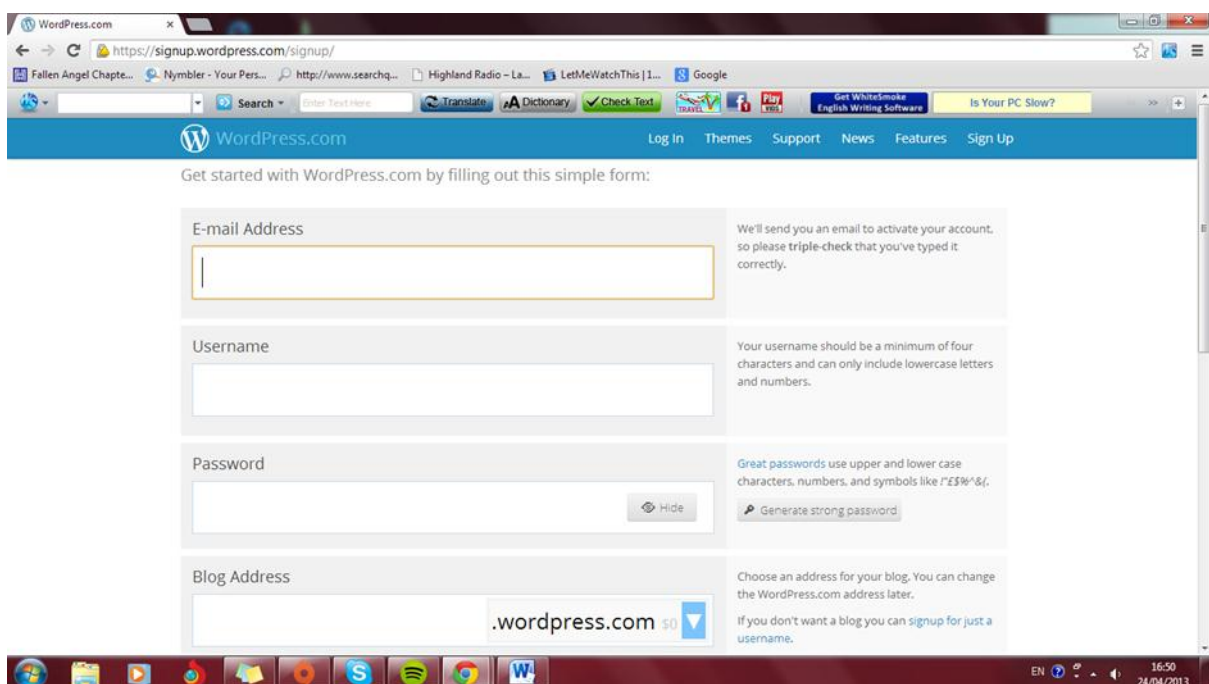 WordPress.com
https://signup.wordpress.com/signup/
Fallen Angel Chapte... Nymbler - Your Pers... http://www.searchq... Highland Radio – La... LetMeWatchThis | 1... Google
Search Enter Text Here Translate Dictionary Check Text TRAVEL Play VIDS Get WhiteSmoke English Writing Software Is Your PC Slow? »
WordPress.com Log In Themes Support News Features Sign Up
Get started with WordPress.com by filling out this simple form:
E-mail Address
We'll send you an email to activate your account,
so please triple-check that you've typed it
correctly.
Username
Your username should be a minimum of four
characters and can only include lowercase letters
and numbers.
Password
Hide
Great passwords use upper and lower case
characters, numbers, and symbols like !"£$%^&(.
Generate strong password
Blog Address
.wordpress.com $0
Choose an address for your blog. You can change
the WordPress.com address later.
If you don't want a blog you can signup for just a
username.
EN 16:50
24/04/2013